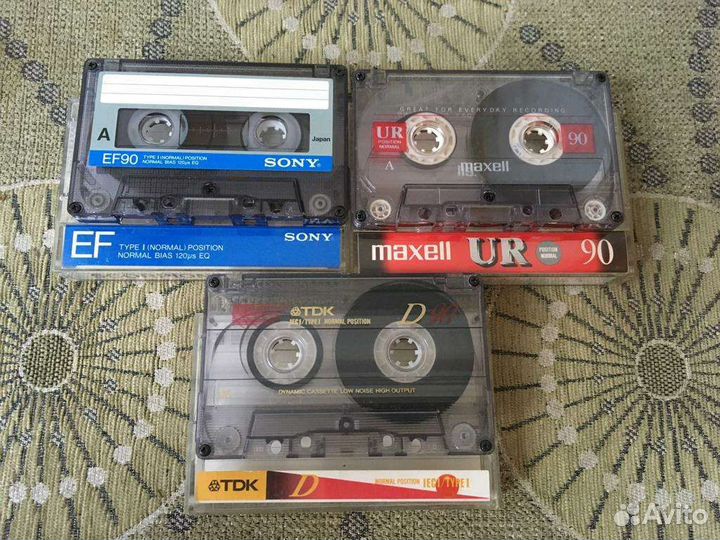 A
Japan
EF90 TYPE I (NORMAL) POSITION
NORMAL BIAS 120µs EQ
SONY
EF TYPE I (NORMAL) POSITION
NORMAL BIAS 120µs EQ
SONY
GREAT FOR EVERYDAY RECORDING
UR
POSITION
NORMAL
90
A
maxell
maxell UR POSITION
NORMAL 90
TDK D
IEC I/TYPE I NORMAL POSITION
DYNAMIC CASSETTE LOW NOISE HIGH OUTPUT
TDK D NORMAL POSITION IEC I/TYPE I
Avito